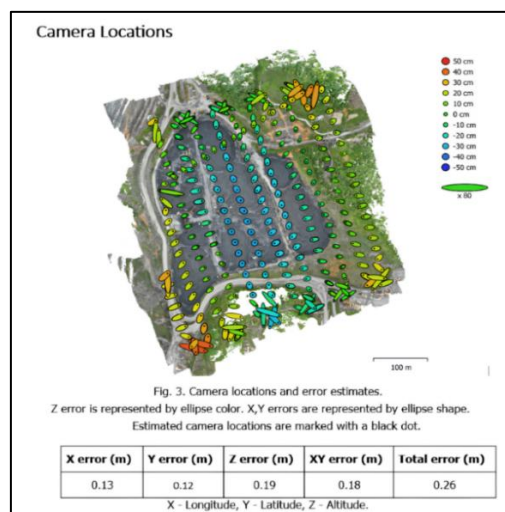 Camera Locations
50 cm
40 cm
30 cm
20 cm
10 cm
0 cm
-10 cm
-20 cm
-30 cm
-40 cm
-50 cm
x 80
100 m
Fig. 3. Camera locations and error estimates.
Z error is represented by ellipse color. X,Y errors are represented by ellipse shape.
Estimated camera locations are marked with a black dot.
X error (m) Y error (m) Z error (m) XY error (m) Total error (m)
0.13 0.12 0.19 0.18 0.26
X - Longitude, Y - Latitude, Z - Altitude.